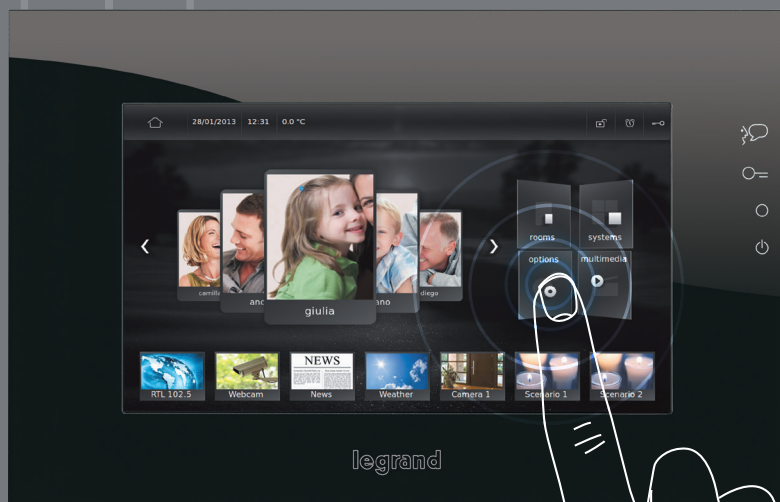 28/01/2013 12:31 0.0 °C
rooms systems
options multimedia
diego
giulia
NEWS
RTL 102.5 Webcam News Weather Camera 1 Scenario 1 Scenario 2
legrand